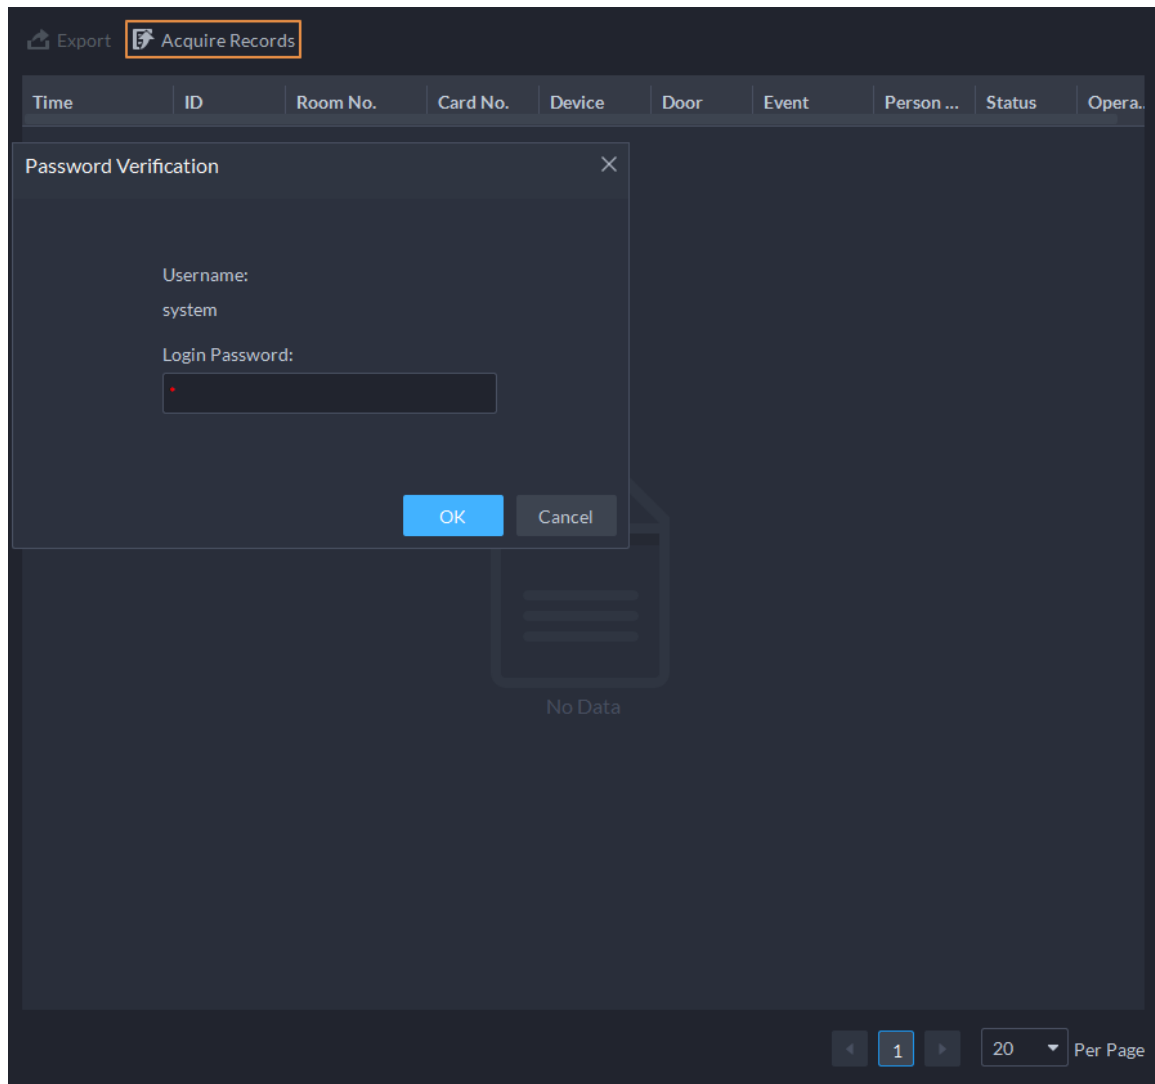 Export Acquire Records
Time ID Room No. Card No. Device Door Event Person ... Status Opera..
Password Verification
Username:
system
Login Password:
*
OK Cancel
No Data
1 20 Per Page